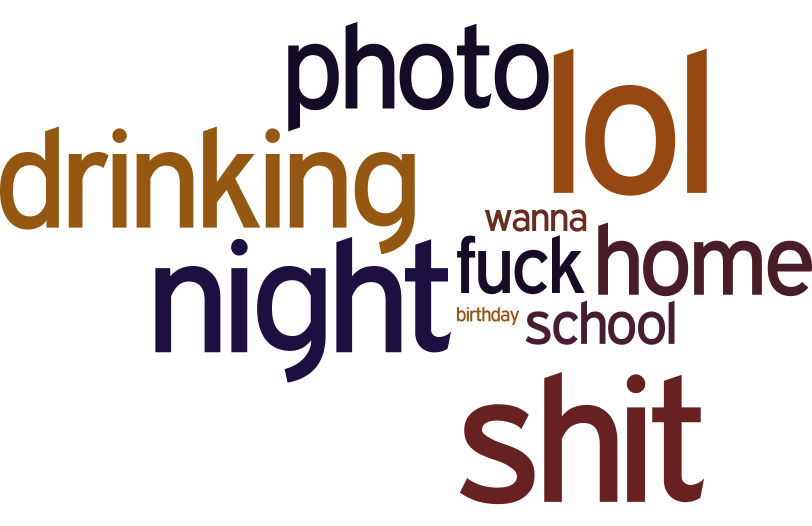 photo
lol
drinking
wanna
fuck
home
night
birthday
school
shit